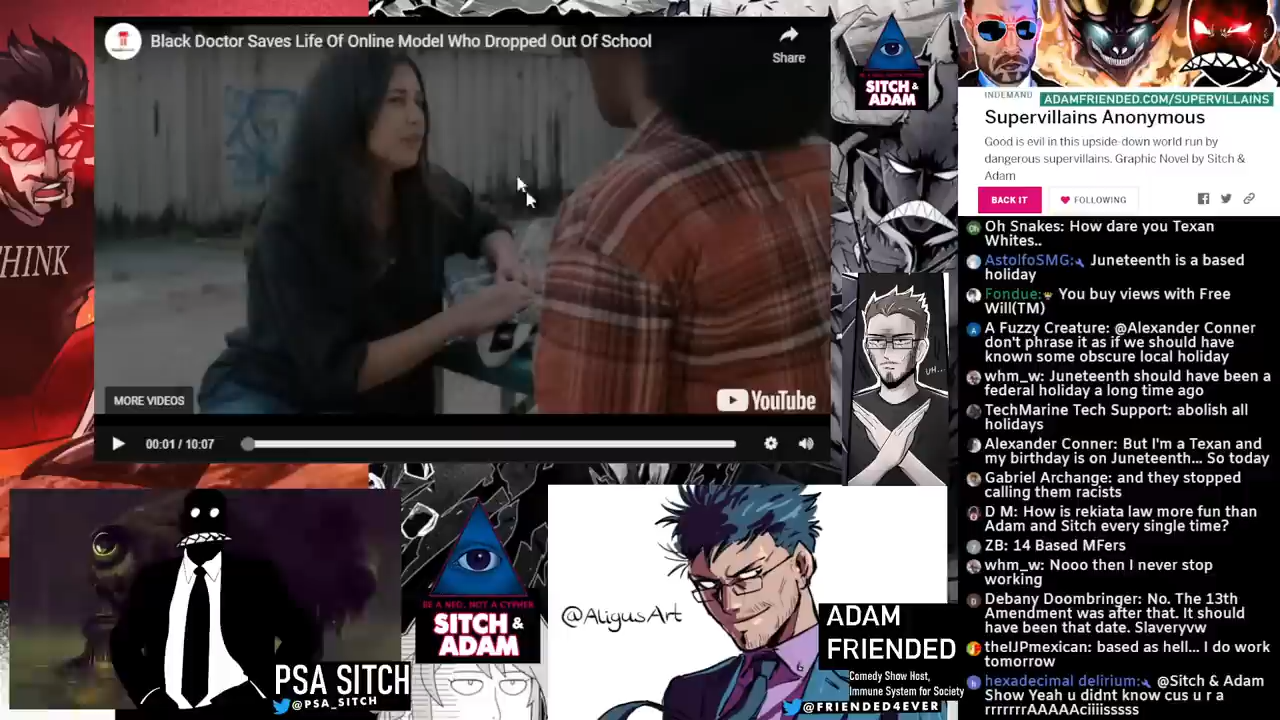 Black Doctor Saves Life Of Online Model Who Dropped Out Of School
Share
MORE VIDEOS
YouTube
00:01 / 10:07
THINK
BE A NEO, NOT A CYPHER
SITCH &
ADAM
UH..
INDEMAND
ADAMFRIENDED.COM/SUPERVILLAINS
Supervillains Anonymous
Good is evil in this upside-down world run by
dangerous supervillains. Graphic Novel by Sitch &
Adam
BACK IT
FOLLOWING
Oh Snakes: How dare you Texan
Whites..
AstolfoSMG: Juneteenth is a based
holiday
Fondue: You buy views with Free
Will(TM)
A Fuzzy Creature: @Alexander Conner
don't phrase it as if we should have
known some obscure local holiday
whm_w: Juneteenth should have been a
federal holiday a long time ago
TechMarine Tech Support: abolish all
holidays
Alexander Conner: But I'm a Texan and
my birthday is on Juneteenth... So today
Gabriel Archange: and they stopped
calling them racists
D M: How is rekiata law more fun than
Adam and Sitch every single time?
ZB: 14 Based MFers
whm_w: Nooo then I never stop
working
Debany Doombringer: No. The 13th
Amendment was after that. It should
have been that date. Slaveryvw
theIJPmexican: based as hell... I do work
tomorrow
hexadecimal delirium: @Sitch & Adam
Show Yeah u didnt know cus u r a
rrrrrrrAAAAAciiiisssss
PSA SITCH
@PSA_SITCH
BE A NEO, NOT A CYPHER
SITCH &
ADAM
@AligusArt
ADAM
FRIENDED
Comedy Show Host,
Immune System for Society
@FRIENDED4EVER